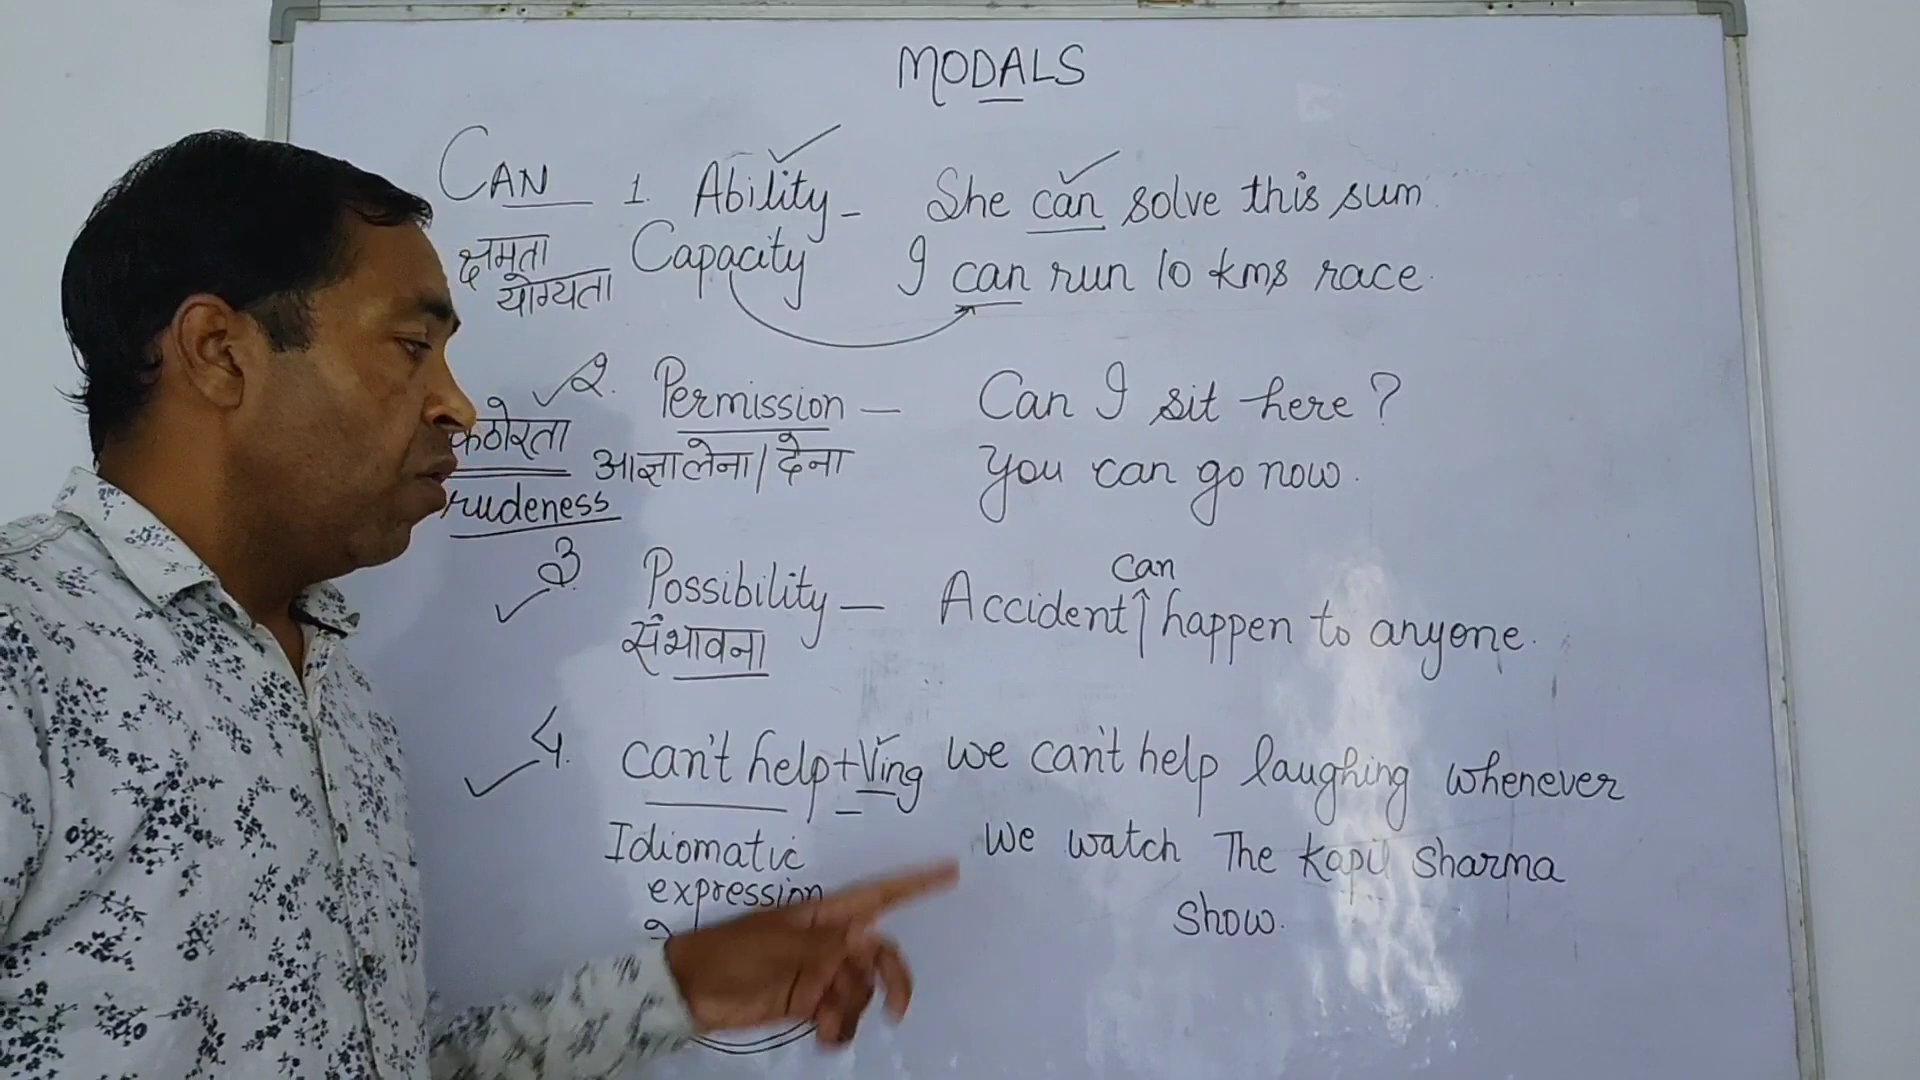 MODALS
CAN 1. Ability - She can solve this sum.
क्षमता Capacity I can run 10 kms race.
योग्यता
2. Permission - Can I sit here?
कठोरता आज्ञा लेना / देना You can go now.
rudeness
can
3. Possibility - Accident happen to anyone.
संभावना
4. can't help + Ving we can't help laughing whenever
Idiomatic we watch The Kapil Sharma
expression show.